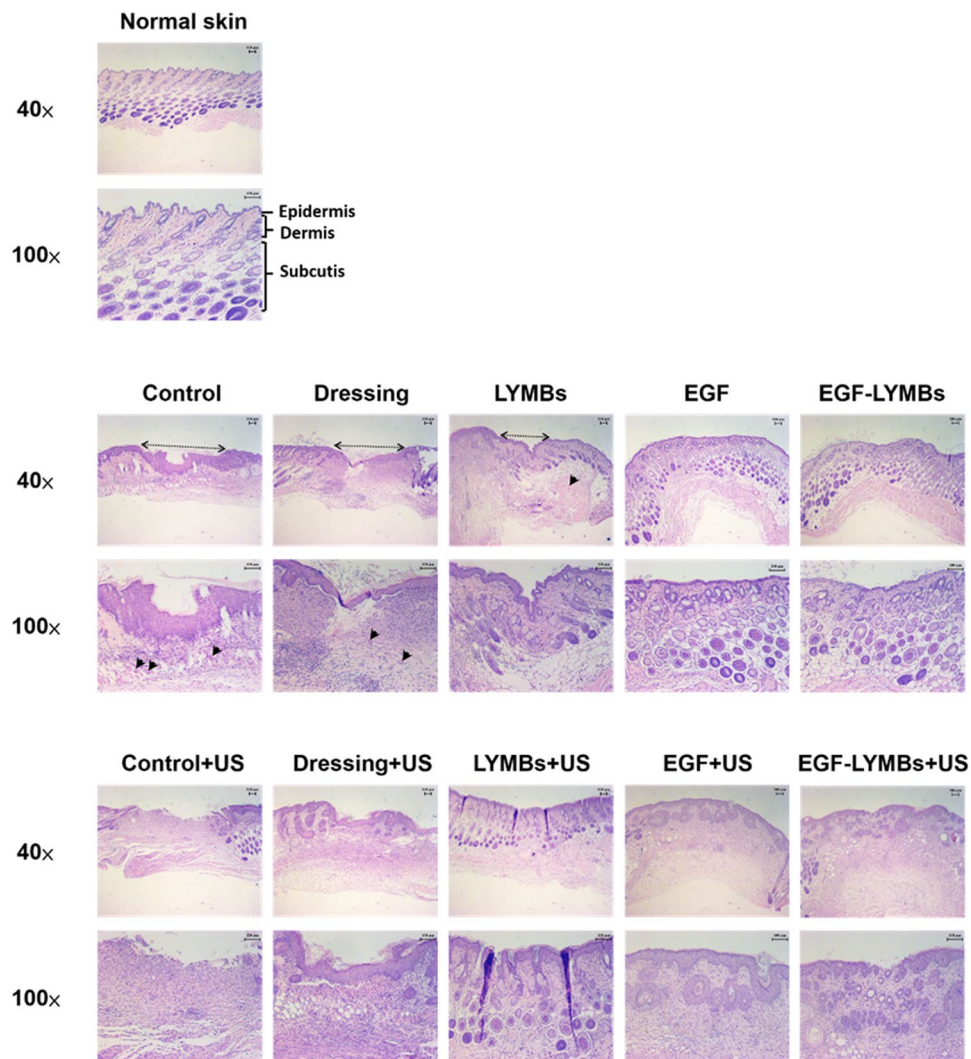 Normal skin
40×
100×
Epidermis
Dermis
Subcutis
Control Dressing LYMBs EGF EGF-LYMBs
40×
100×
Control+US Dressing+US LYMBs+US EGF+US EGF-LYMBs+US
40×
100×